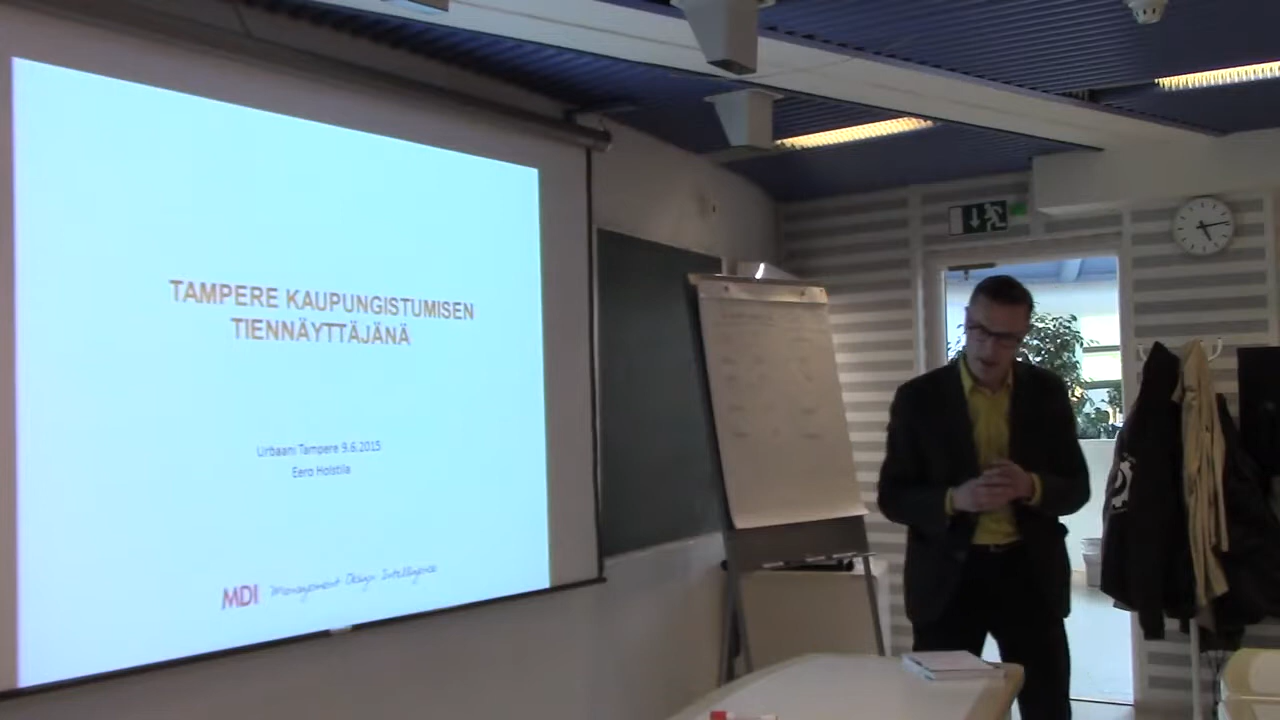 TAMPERE KAUPUNGISTUMISEN
TIENNÄYTTÄJÄNÄ
Urbaani Tampere 9.6.2015
Eero Holstila
MDI Management Design Intelligence